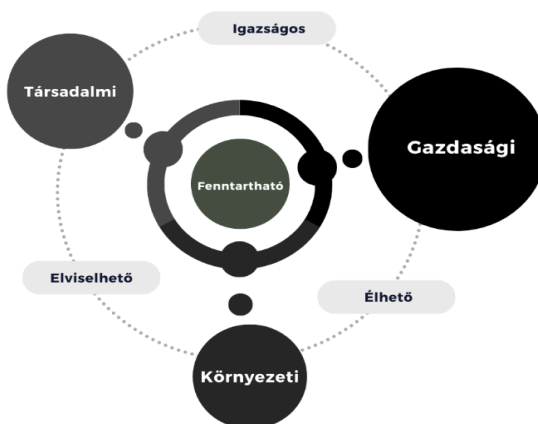 Igazságos
Társadalmi
Gazdasági
Fenntartható
Elviselhető
Élhető
Környezeti